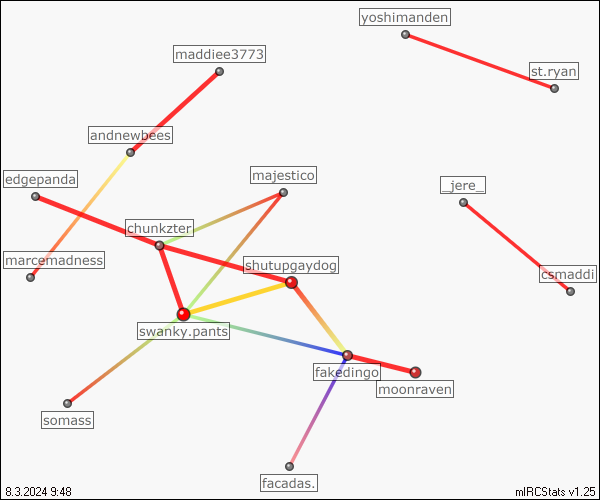 yoshimanden
maddiee3773
st.ryan
andnewbees
edgepanda
majestico
_jere_
chunkzter
marcemadness
shutupgaydog
csmaddi
swanky.pants
fakedingo
moonraven
somass
facadas.
8.3.2024 9:48
mIRCStats v1.25